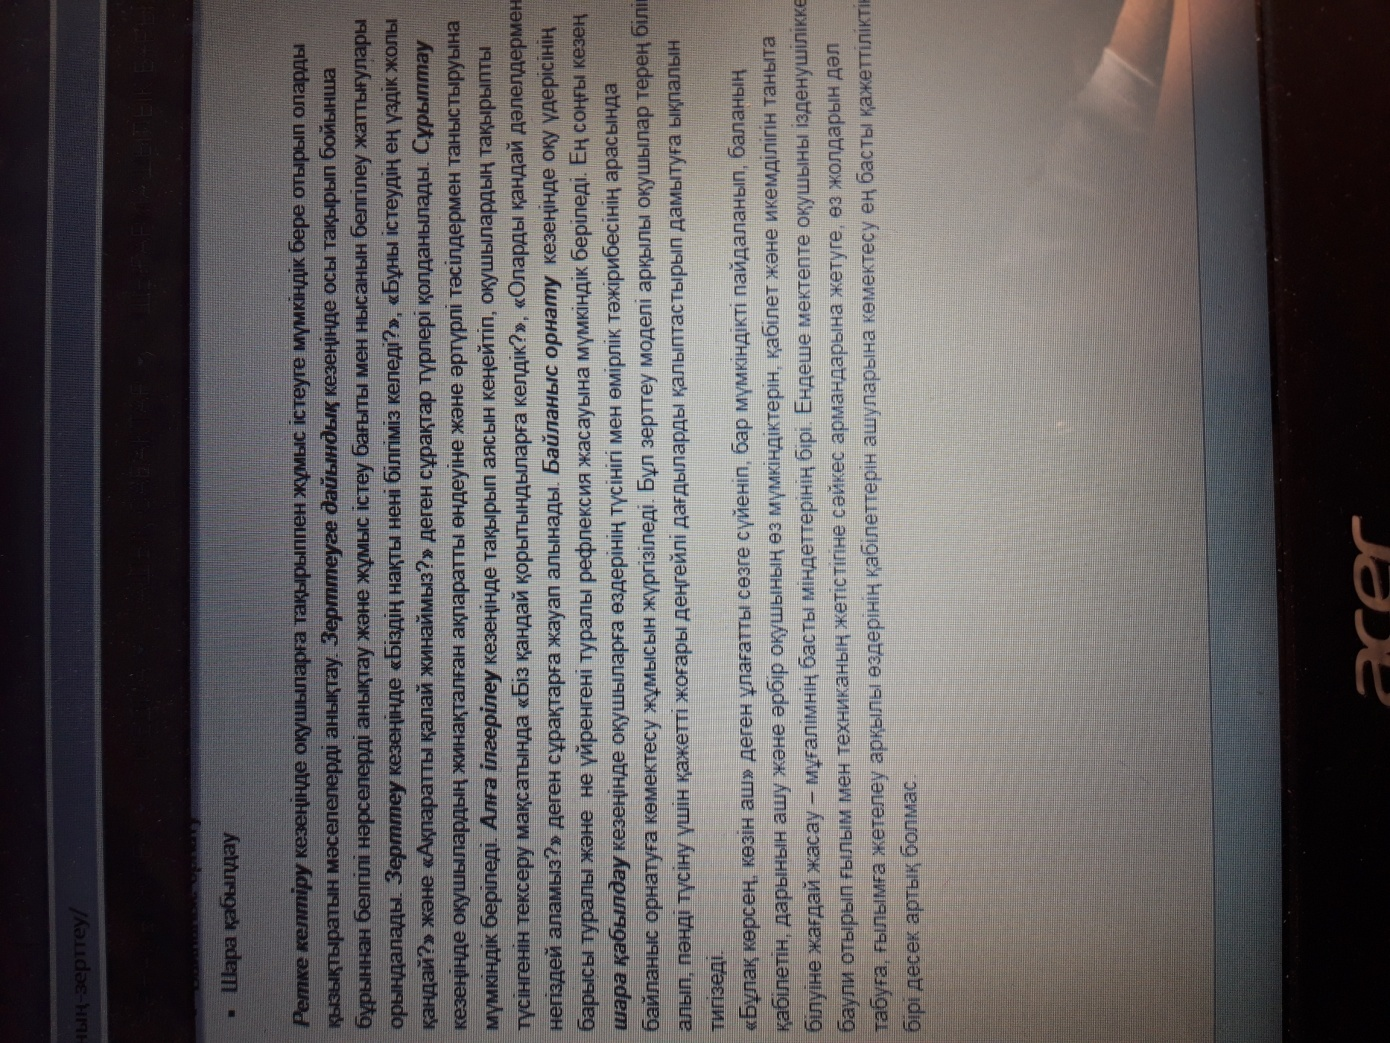 ның-зерттеу/
▪ Шара қабылдау
Ретке келтіру кезеңінде оқушыларға тақырыппен жұмыс істеуге мүмкіндік бере отырып оларды
қызықтыратын мәселелерді анықтау. Зерттеуге дайындық кезеңінде осы тақырып бойынша
бұрыннан белгілі нәрселерді анықтау және жұмыс істеу бағыты мен нысанын белгілеу жаттығулары
орындалады. Зерттеу кезеңінде «Біздің нақты нені білгіміз келеді?», «Бұны істеудің ең үздік жолы
қандай?» және «Ақпаратты қалай жинаймыз?» деген сұрақтар түрлері қолданылады. Сұрыптау
кезеңінде оқушылардың жинақталған ақпаратты өңдеуіне және әртүрлі тәсілдермен таныстыруына
мүмкіндік беріледі. Алға ілгерілеу кезеңінде тақырып аясын кеңейтіп, оқушылардың тақырыпты
түсінгенін тексеру мақсатында «Біз қандай қорытындыларға келдік?», «Оларды қандай дәлелдермен
негіздей аламыз?» деген сұрақтарға жауап алынады. Байланыс орнату кезеңінде оқу үдерісінің
барысы туралы және не үйренгені туралы рефлексия жасауына мүмкіндік беріледі. Ең соңғы кезең
шара қабылдау кезеңінде оқушыларға өздерінің түсінігі мен өмірлік тәжірибесінің арасында
байланыс орнатуға көмектесу жұмысын жүргізіледі. Бұл зерттеу моделі арқылы оқушылар терең білім
алып, пәнді түсіну үшін қажетті жоғары деңгейлі дағдыларды қалыптастырып дамытуға ықпалын
тигізеді.
«Бұлақ көрсең, көзін аш» деген ұлағатты сөзге сүйеніп, бар мүмкіндікті пайдаланып, баланың
қабілетін, дарынын ашу және әрбір оқушының өз мүмкіндіктерін, қабілет және икемділігін таныта
білуіне жағдай жасау – мұғалімнің басты міндеттерінің бірі. Ендеше мектепте оқушыны ізденушілікке
баули отырып ғылым мен техниканың жетістігіне сәйкес армандарына жетуге, өз жолдарын дәл
табуға, ғылымға жетелеу арқылы өздерінің қабілеттерін ашуларына көмектесу ең басты қажеттіліктің
бірі десек артық болмас.
acer